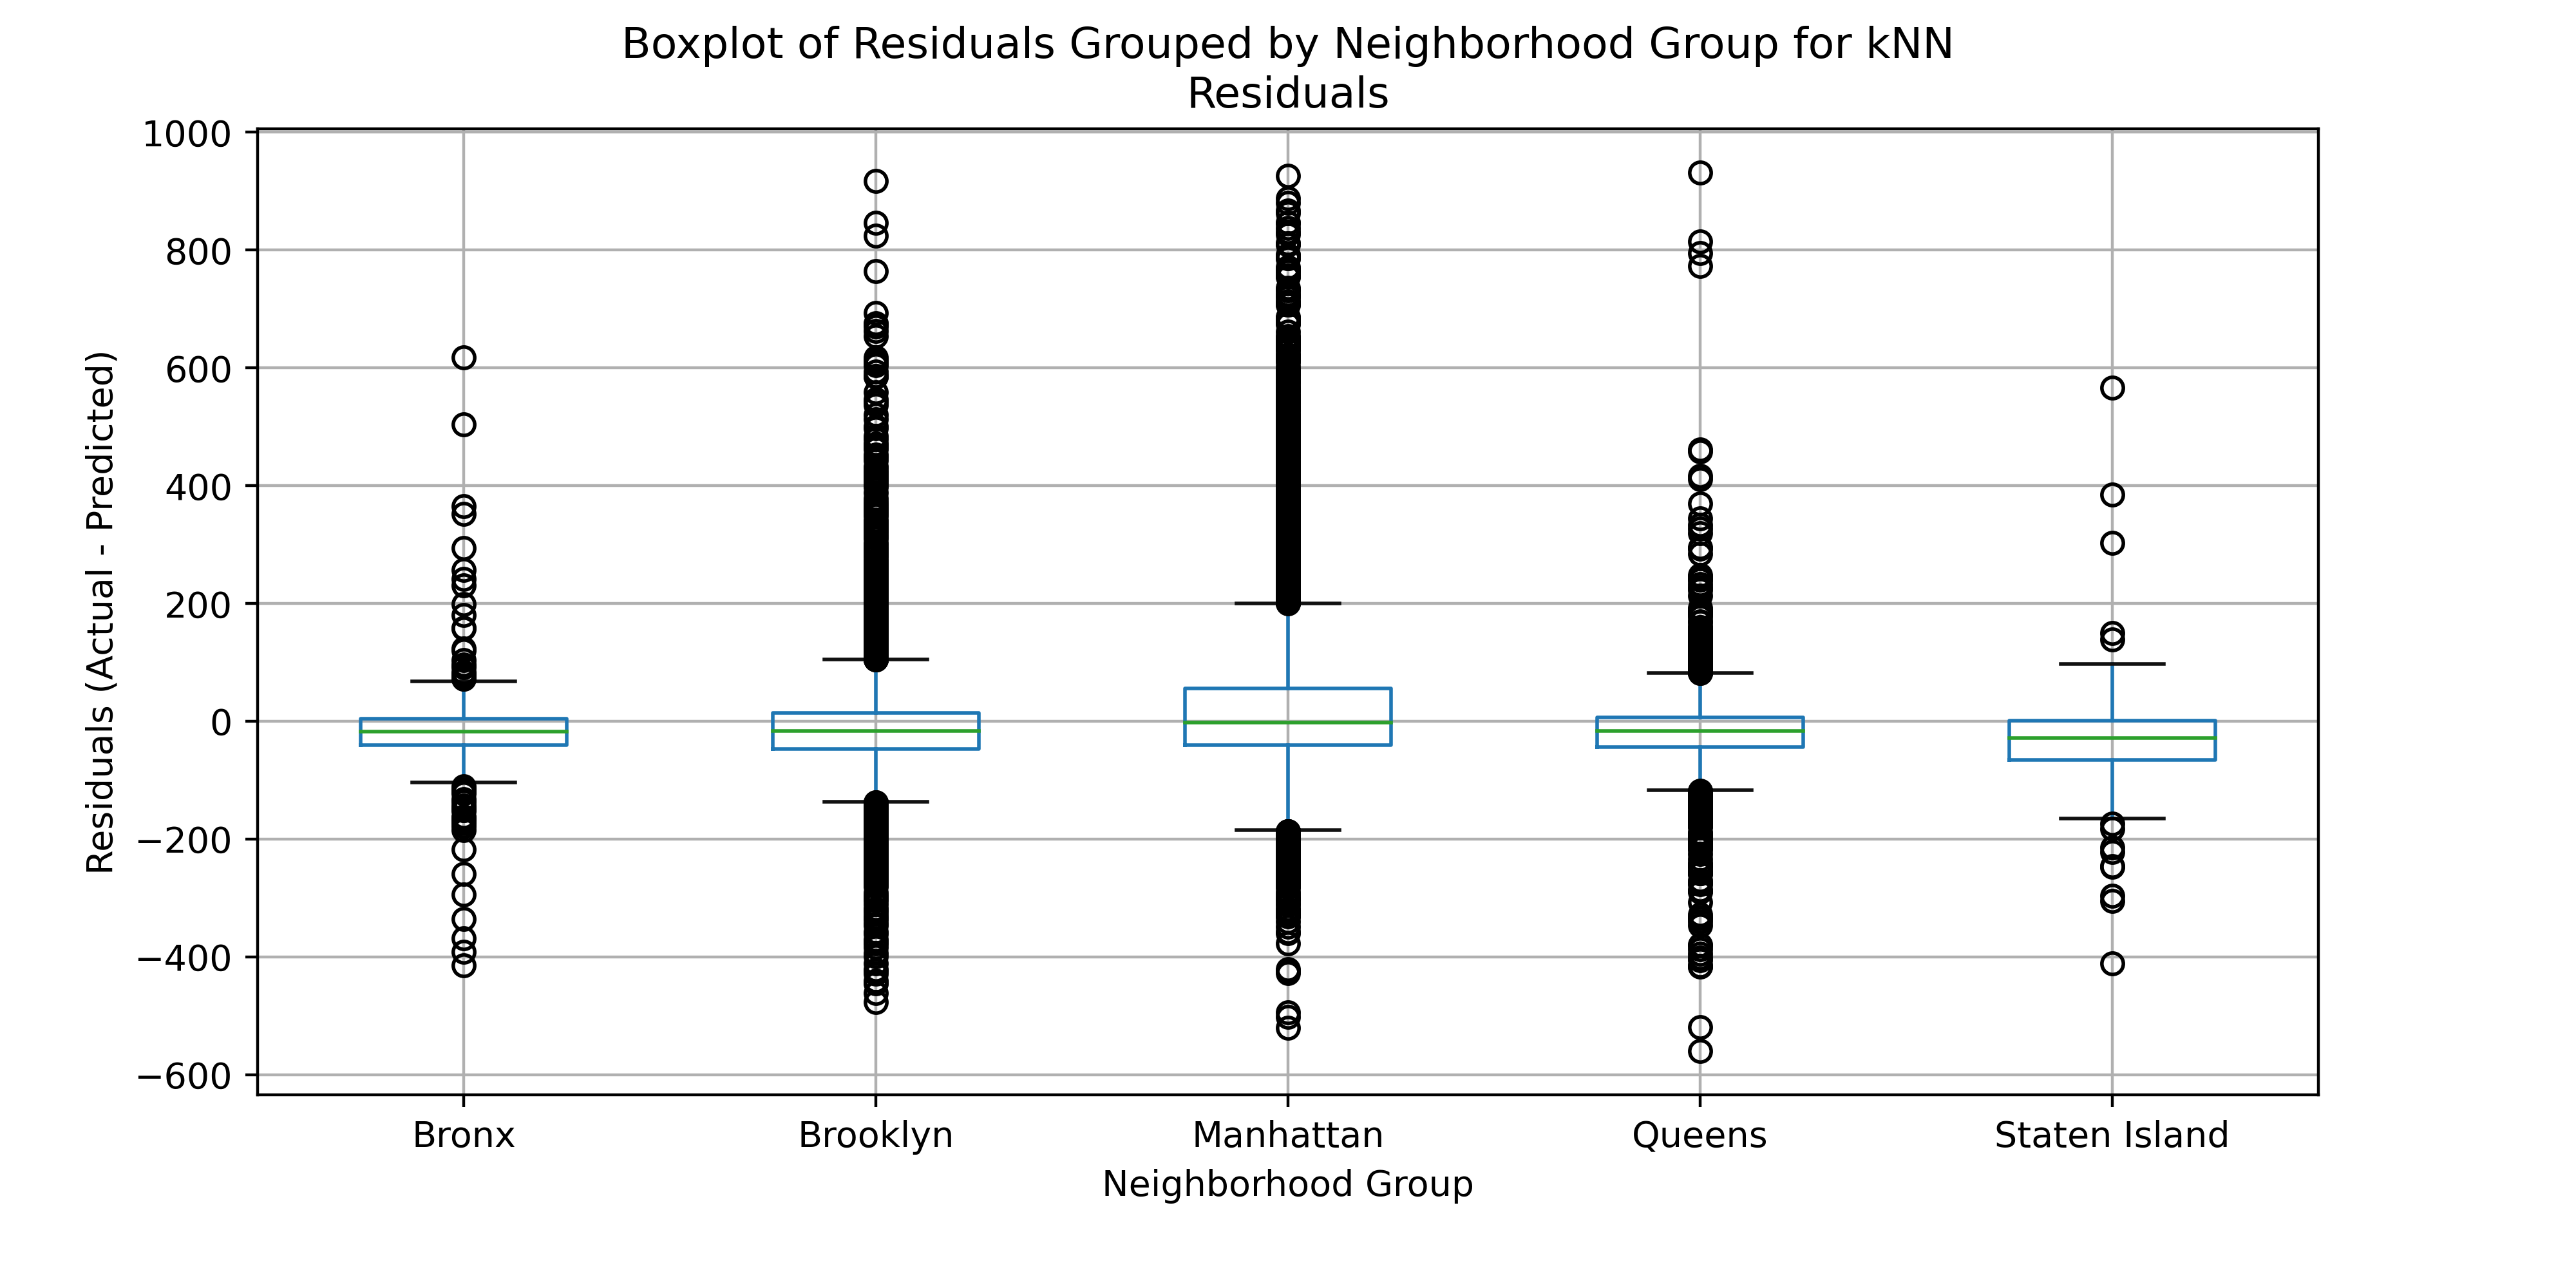 Boxplot of Residuals Grouped by Neighborhood Group for kNN
Residuals
Residuals (Actual - Predicted)
1000
800
600
400
200
0
−200
−400
−600
Bronx Brooklyn Manhattan Queens Staten Island
Neighborhood Group